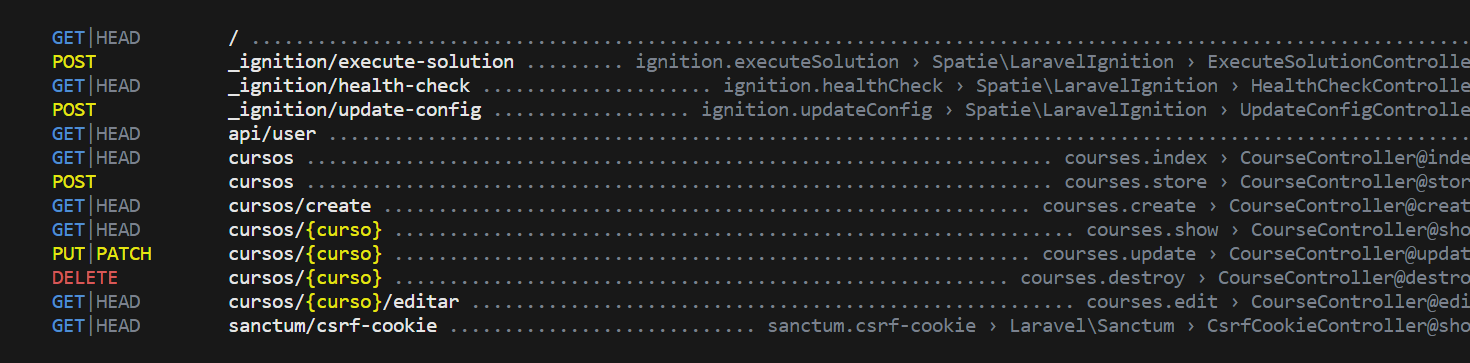 GET|HEAD / ..............................................................................................................
POST _ignition/execute-solution ......... ignition.executeSolution › Spatie\LaravelIgnition › ExecuteSolutionControlle
GET|HEAD _ignition/health-check ..................... ignition.healthCheck › Spatie\LaravelIgnition › HealthCheckController
POST _ignition/update-config .................. ignition.updateConfig › Spatie\LaravelIgnition › UpdateConfigControlle
GET|HEAD api/user .......................................................................................................
GET|HEAD cursos .................................................................... courses.index › CourseController@inde
POST cursos .................................................................... courses.store › CourseController@stor
GET|HEAD cursos/create ........................................................... courses.create › CourseController@creat
GET|HEAD cursos/{curso} .............................................................. courses.show › CourseController@sho
PUT|PATCH cursos/{curso} .......................................................... courses.update › CourseController@updat
DELETE cursos/{curso} ........................................................ courses.destroy › CourseController@destro
GET|HEAD cursos/{curso}/editar ....................................................... courses.edit › CourseController@edi
GET|HEAD sanctum/csrf-cookie ............................ sanctum.csrf-cookie › Laravel\Sanctum › CsrfCookieController@sho